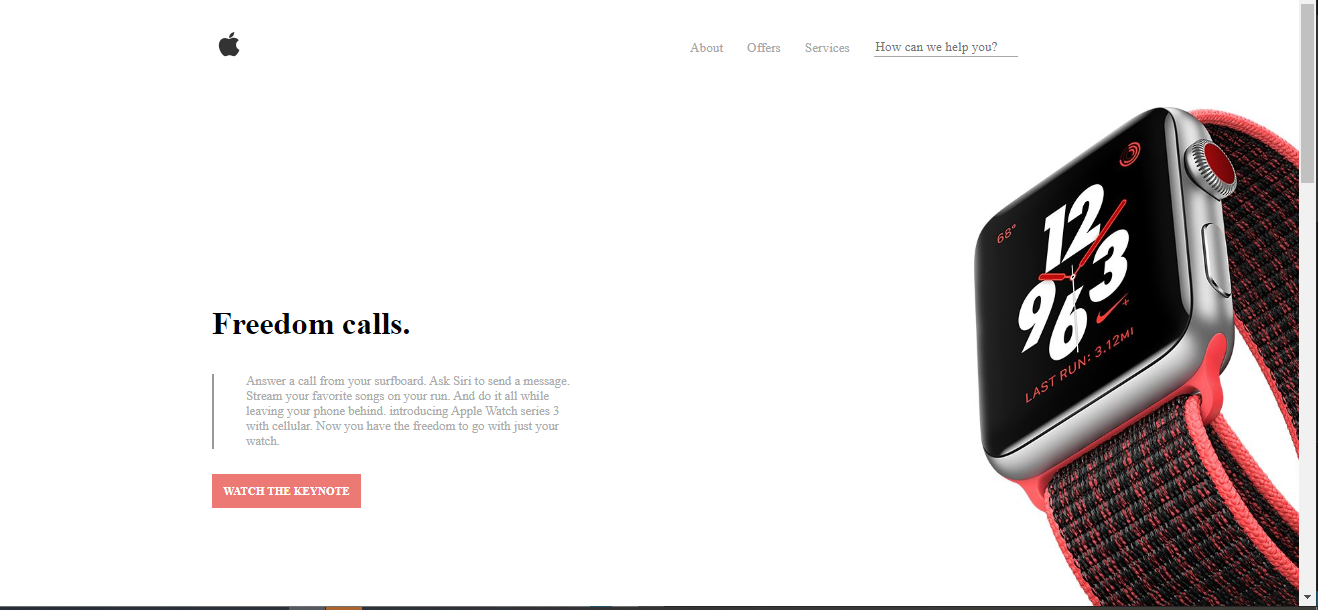 About Offers Services How can we help you?
12
68°
3
9
6
LAST RUN: 3.12MI
Freedom calls.
Answer a call from your surfboard. Ask Siri to send a message.
Stream your favorite songs on your run. And do it all while
leaving your phone behind. introducing Apple Watch series 3
with cellular. Now you have the freedom to go with just your
watch.
WATCH THE KEYNOTE